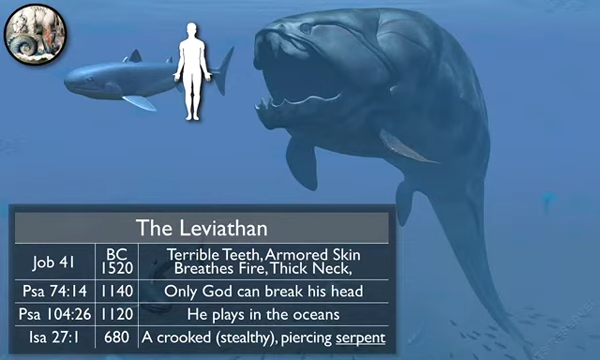 The Leviathan
Job 41 BC 1520 Terrible Teeth, Armored Skin Breathes Fire, Thick Neck,
Psa 74:14 1140 Only God can break his head
Psa 104:26 1120 He plays in the oceans
Isa 27:1 680 A crooked (stealthy), piercing serpent